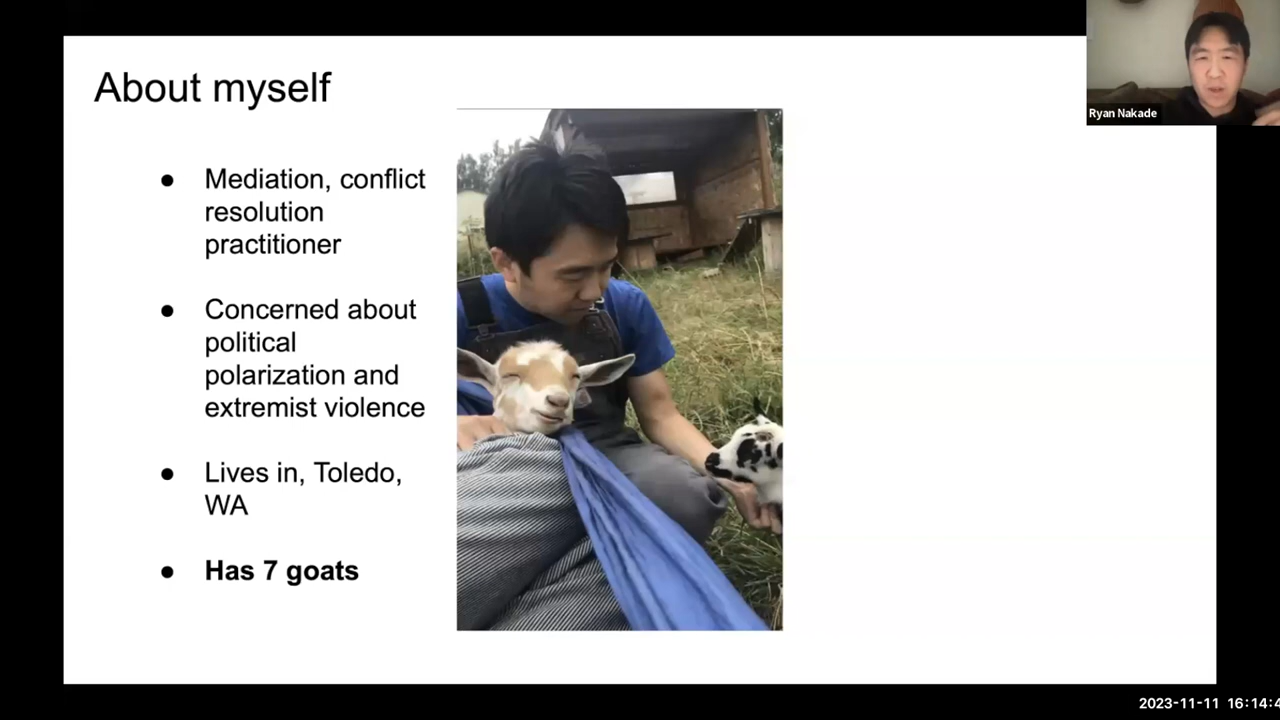 About myself
● Mediation, conflict
resolution
practitioner
● Concerned about
political
polarization and
extremist violence
● Lives in, Toledo,
WA
● Has 7 goats
Ryan Nakade
2023-11-11 16:14:4